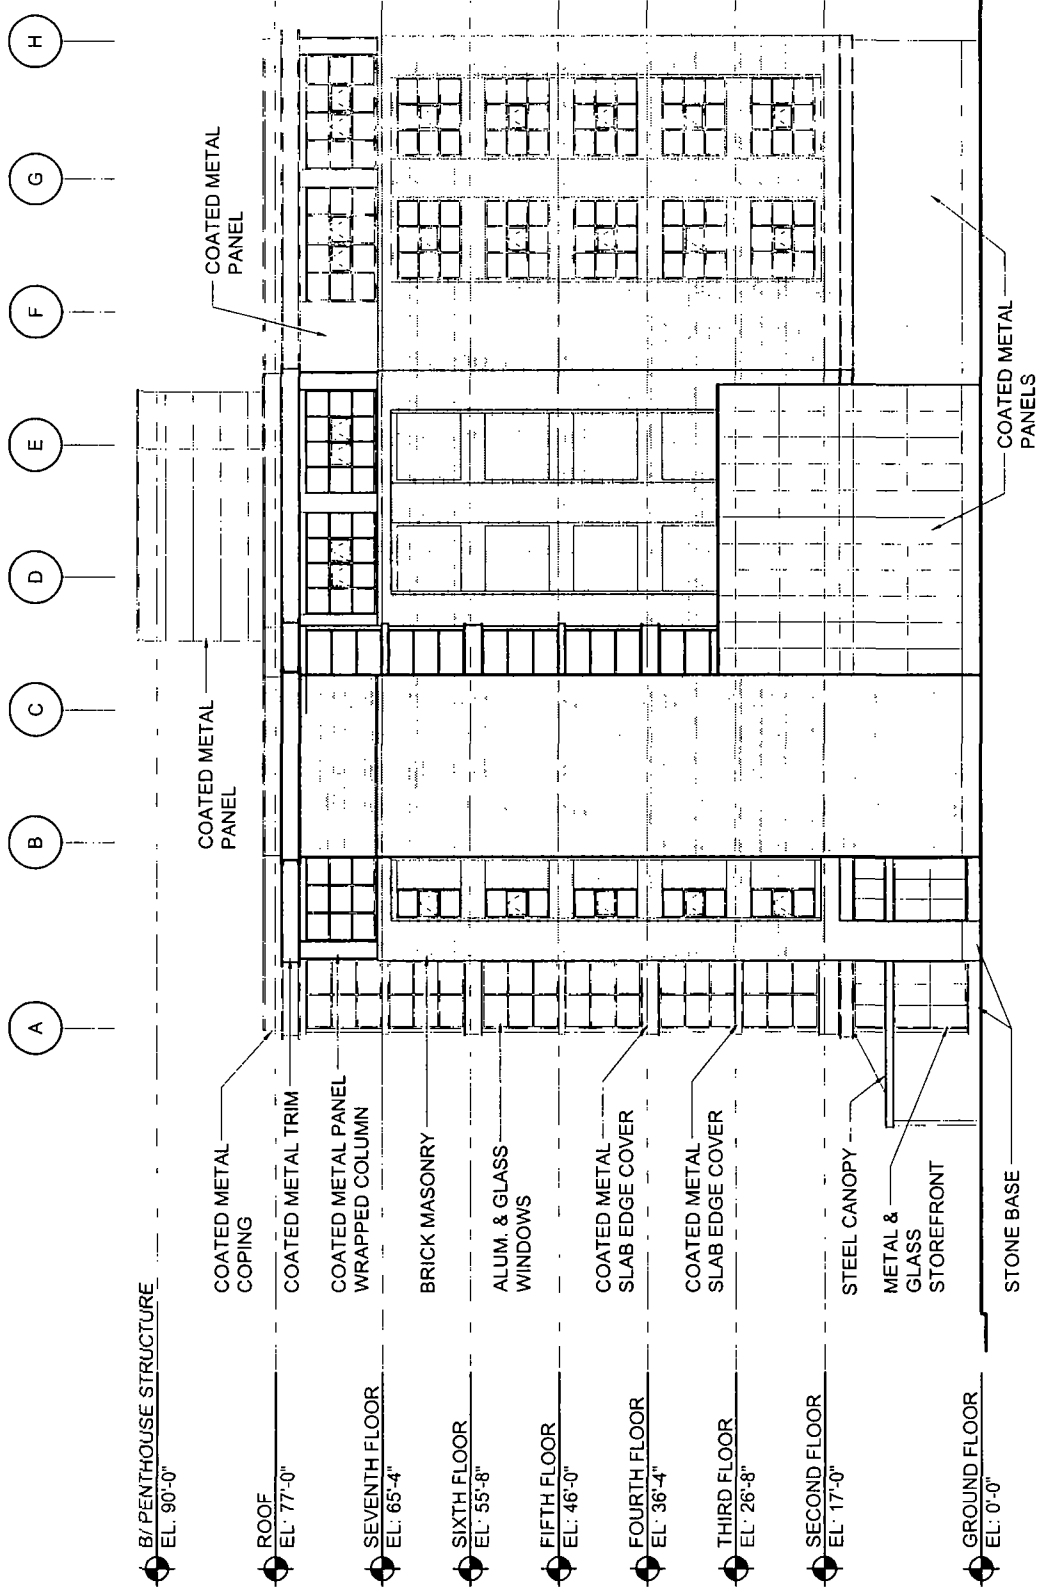 H
G
F
E
D
C
B
A
COATED METAL
PANEL
COATED METAL
PANEL
COATED METAL
PANELS
COATED METAL
COPING
COATED METAL TRIM
COATED METAL PANEL
WRAPPED COLUMN
BRICK MASONRY
ALUM. & GLASS
WINDOWS
COATED METAL
SLAB EDGE COVER
COATED METAL
SLAB EDGE COVER
STEEL CANOPY
METAL &
GLASS
STOREFRONT
STONE BASE
B/ PENTHOUSE STRUCTURE
EL. 90'-0"
ROOF
EL: 77'-0"
SEVENTH FLOOR
EL: 65'-4"
SIXTH FLOOR
EL: 55'-8"
FIFTH FLOOR
EL: 46'-0"
FOURTH FLOOR
EL: 36'-4"
THIRD FLOOR
EL: 26'-8"
SECOND FLOOR
EL: 17'-0"
GROUND FLOOR
EL: 0'-0"